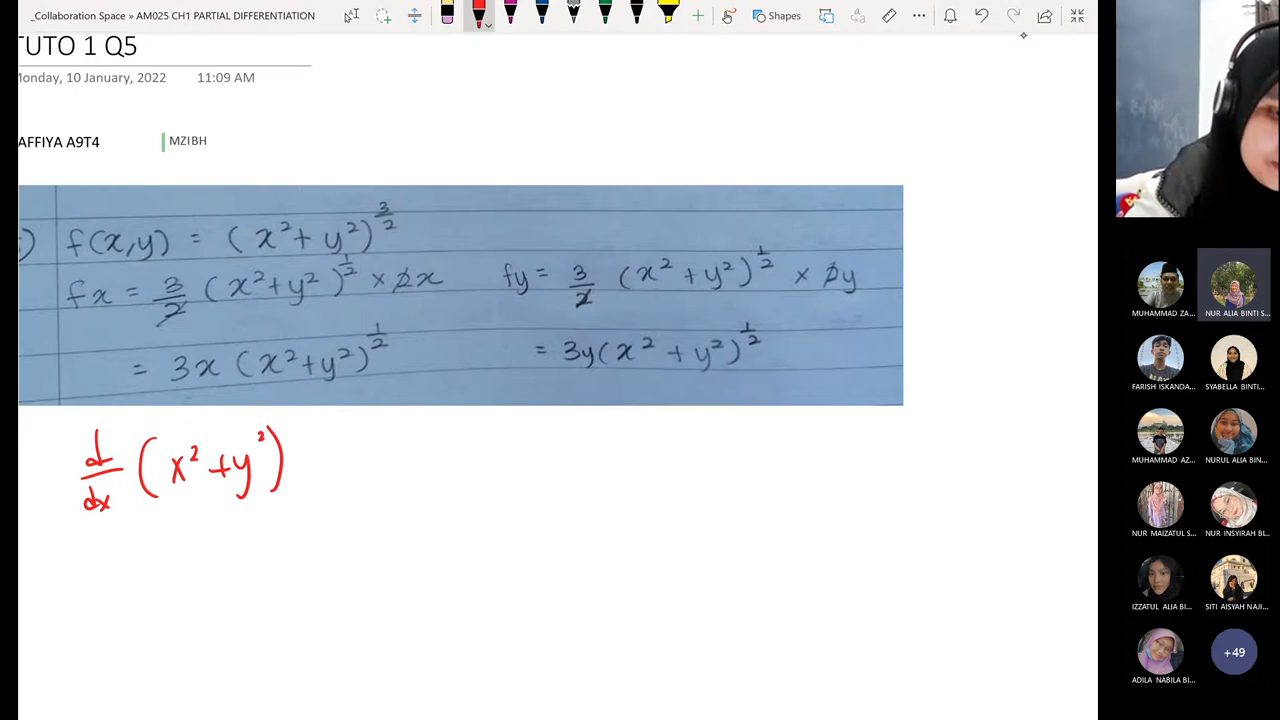 _Collaboration Space » AM025 CH1 PARTIAL DIFFERENTIATION
Shapes
TUTO 1 Q5
Monday, 10 January, 2022 11:09 AM
AFFIYA A9T4 MZIBH
) f(x,y) = (x²+ y²)^{3/2}
fx = 3/2 (x²+y²)^{1/2} × 2x fy = 3/2 (x² + y²)^{1/2} × 2y
= 3x (x²+y²)^{1/2} = 3y(x² + y²)^{1/2}
d/dx (x² + y²)
MUHAMMAD ZA... NUR ALIA BINTI S...
FARISH ISKANDA... SYABELLA BINTI...
MUHAMMAD AZ... NURUL ALIA BIN...
NUR MAIZATUL S... NUR INSYIRAH BI...
IZZATUL ALIA BI... SITI AISYAH NAJI...
ADILA NABILA BI... +49